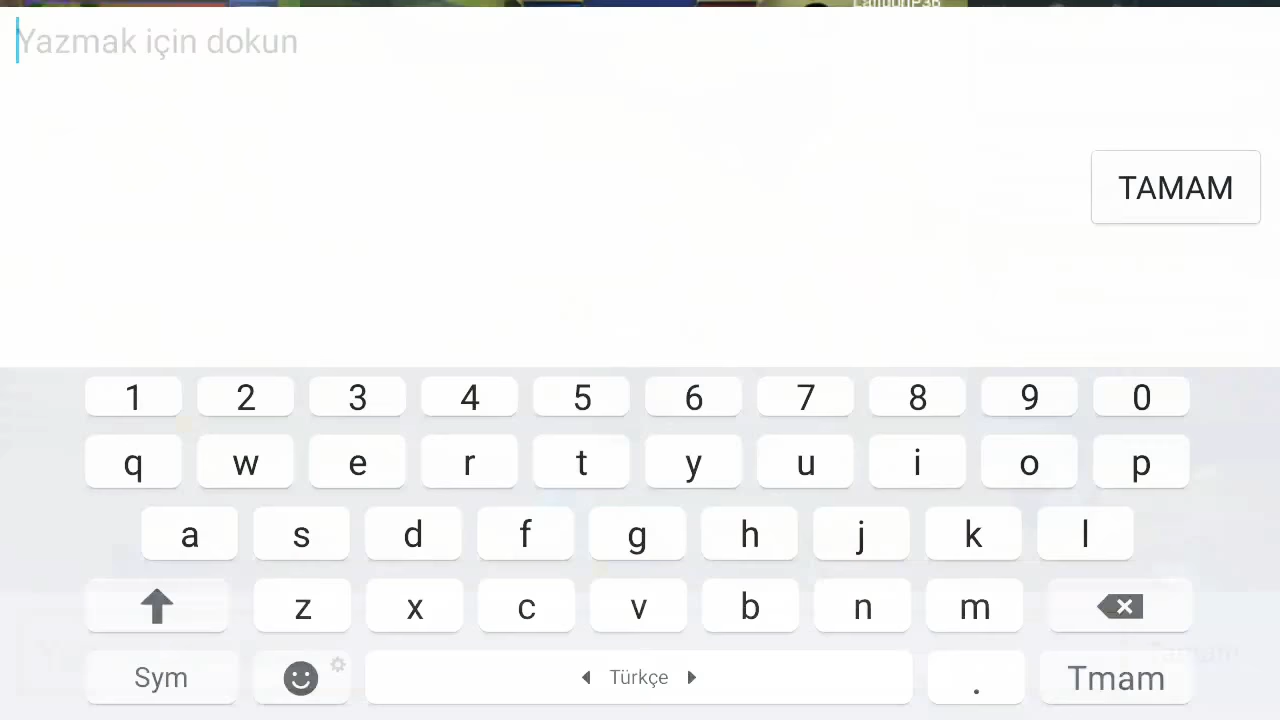 Yazmak için dokun
TAMAM
1 2 3 4 5 6 7 8 9 0
q w e r t y u i o p
a s d f g h j k l
z x c v b n m
Sym Türkçe . Tmam